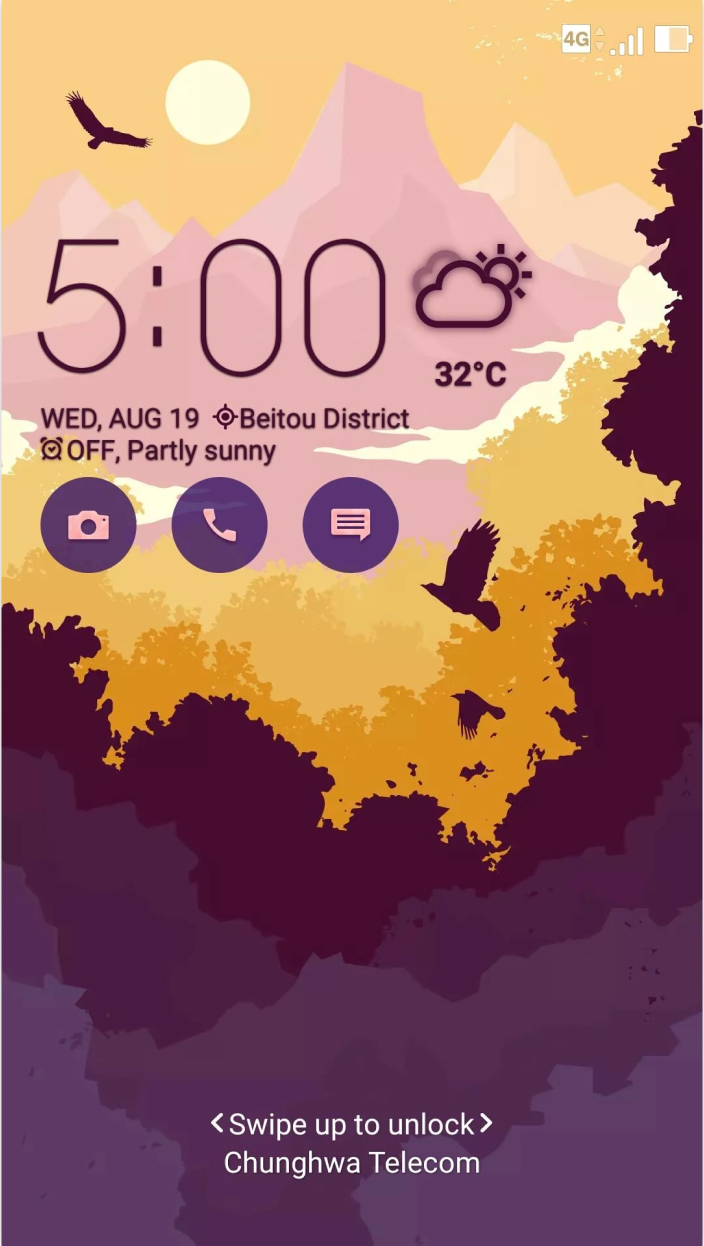 4G
5:00
32°C
WED, AUG 19 Beitou District
OFF, Partly sunny
Swipe up to unlock
Chunghwa Telecom